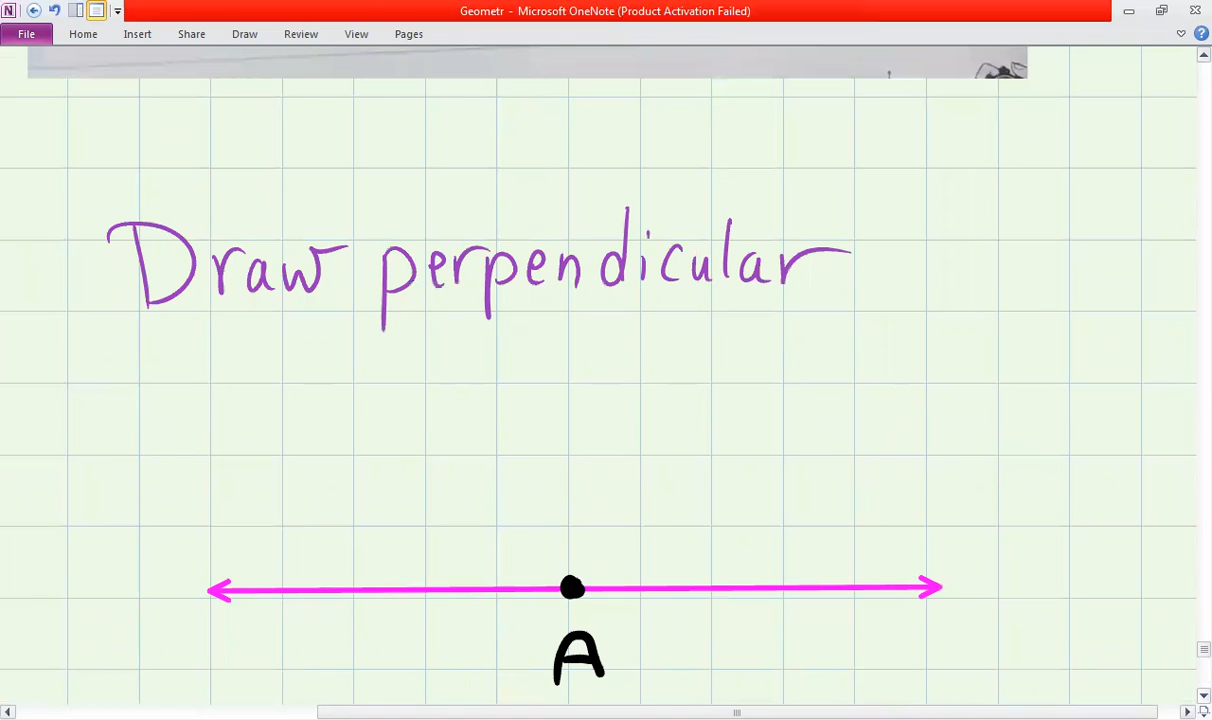 Geometr - Microsoft OneNote (Product Activation Failed)
File Home Insert Share Draw Review View Pages
Draw perpendicular
A